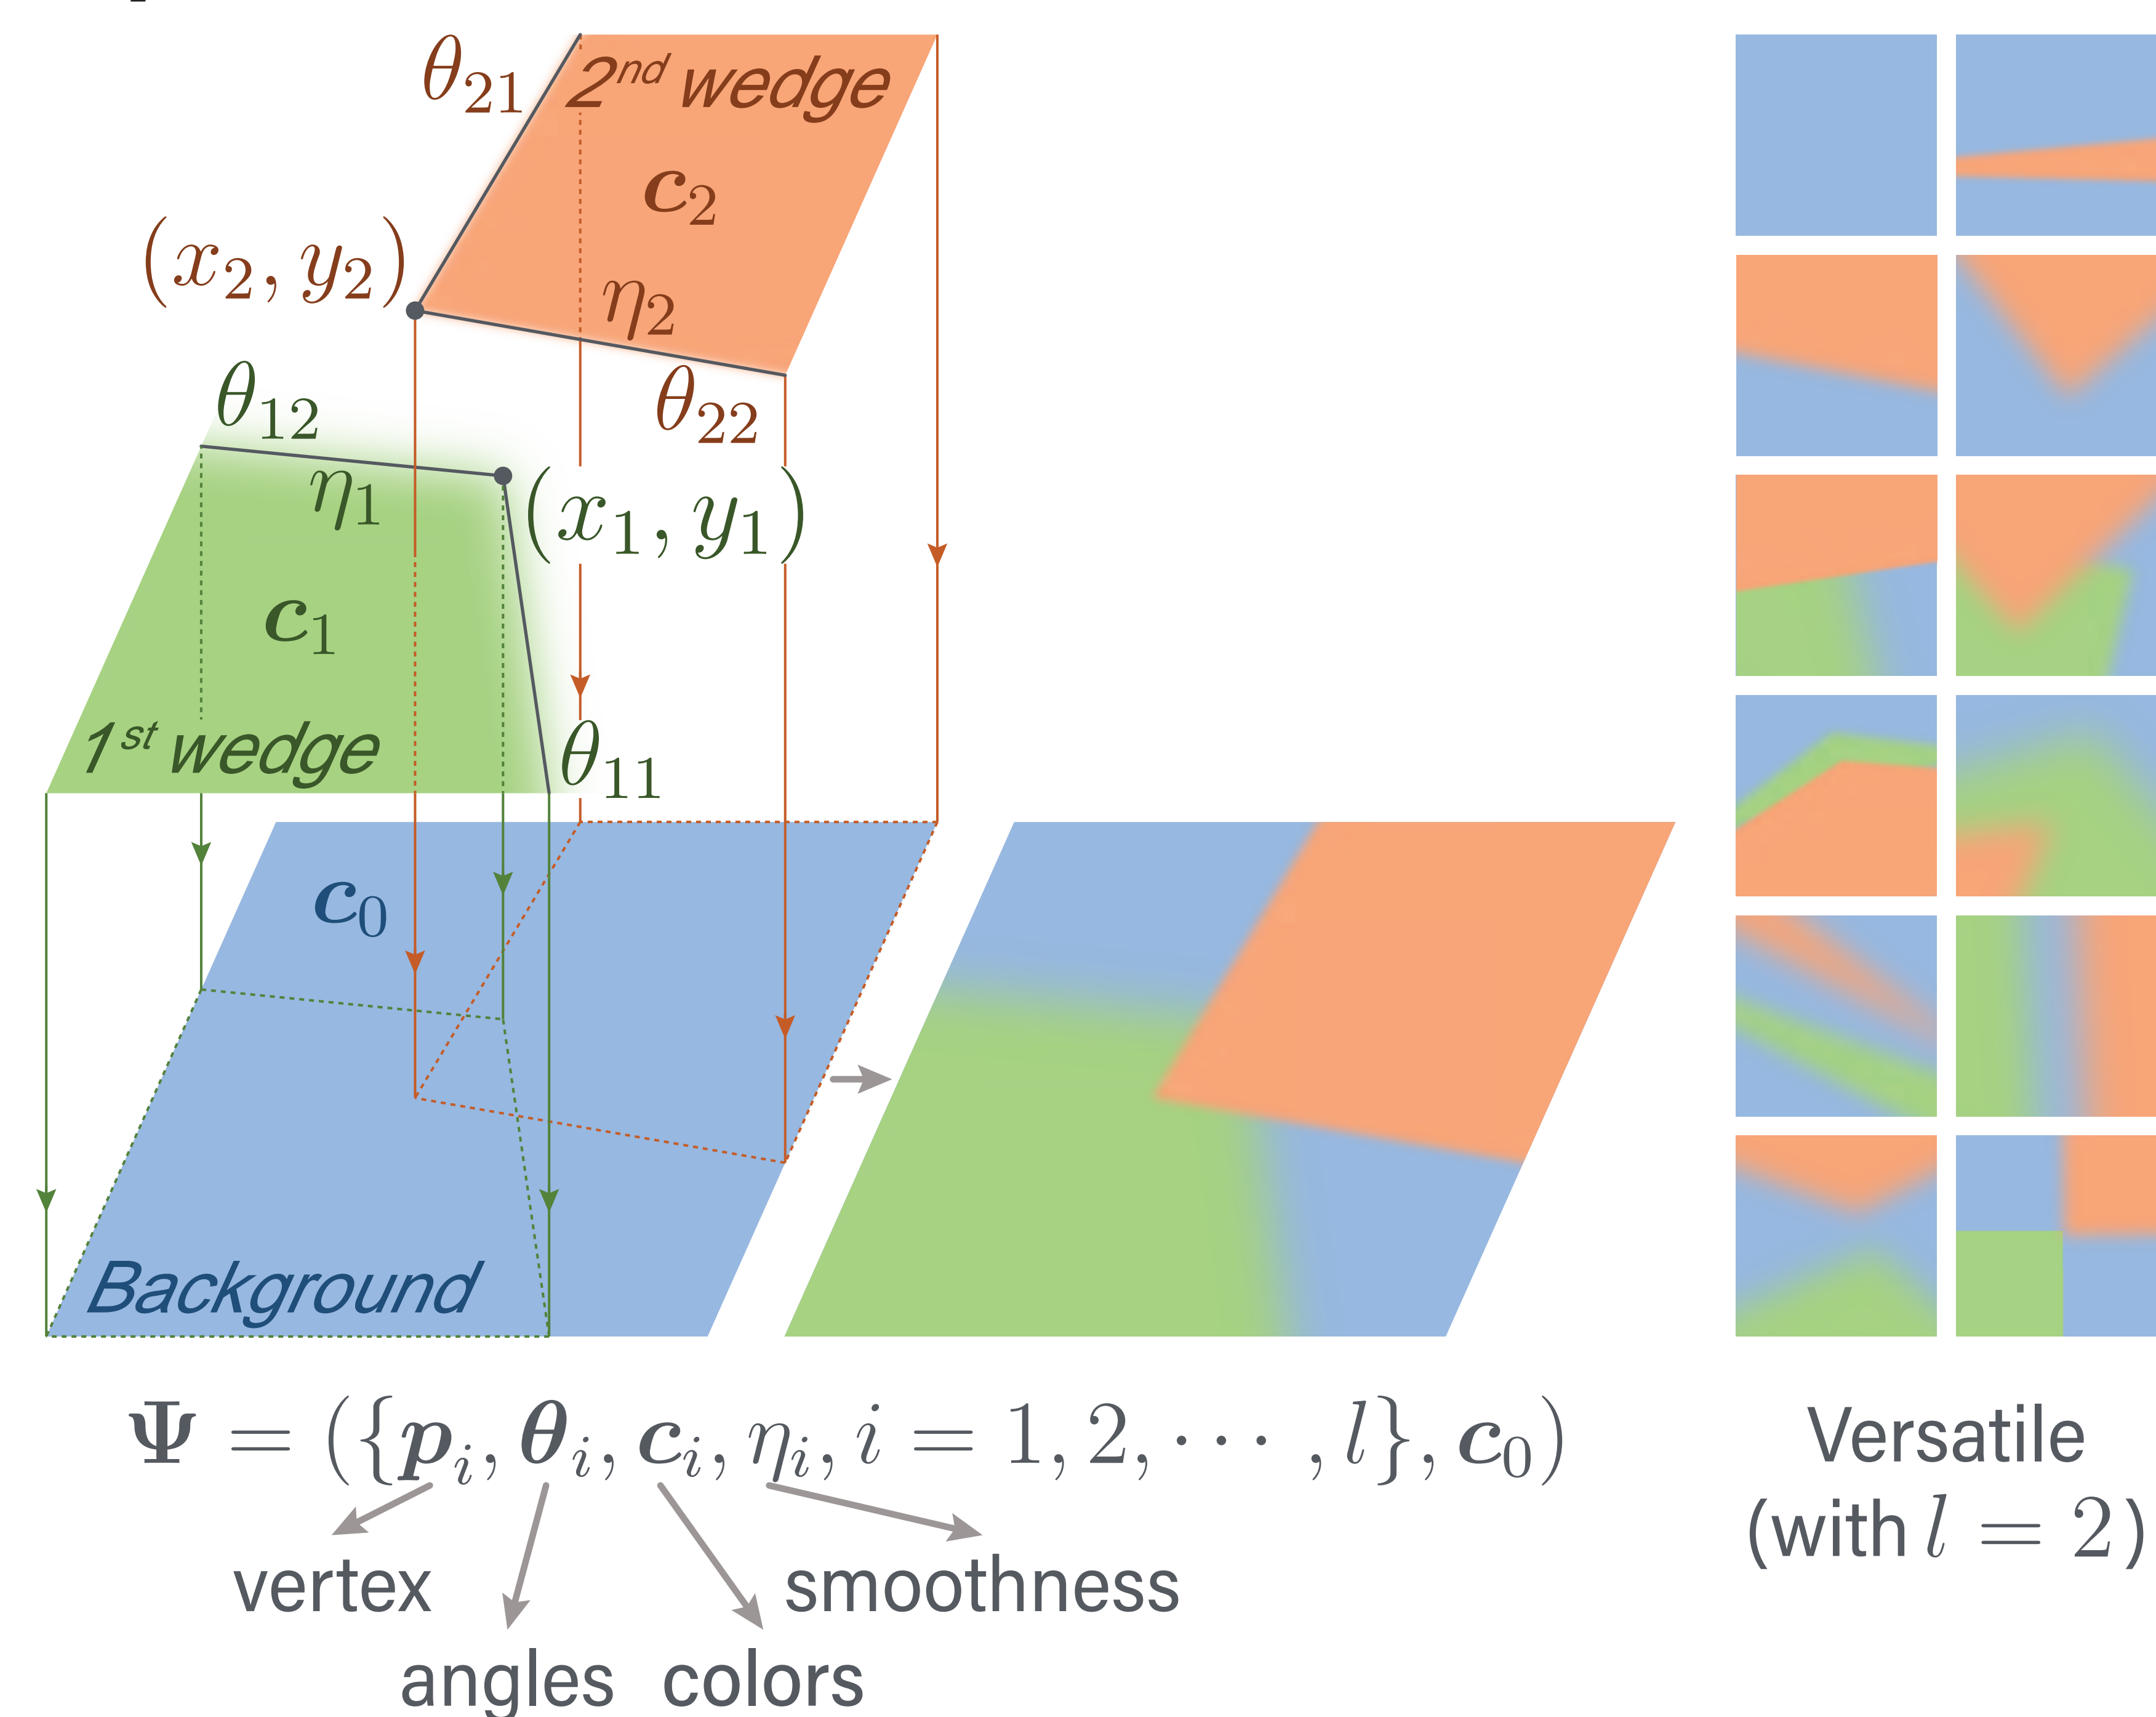 θ₂₁
2ⁿᵈ wedge
c₂
(x₂, y₂)
η₂
θ₁₂
θ₂₂
η₁
(x₁, y₁)
c₁
1ˢᵗ wedge
θ₁₁
c₀
Background
Ψ = ({pᵢ, θᵢ, cᵢ, ηᵢ, i = 1, 2, ⋯ , l}, c₀)
Versatile
(with l = 2)
vertex
smoothness
angles
colors